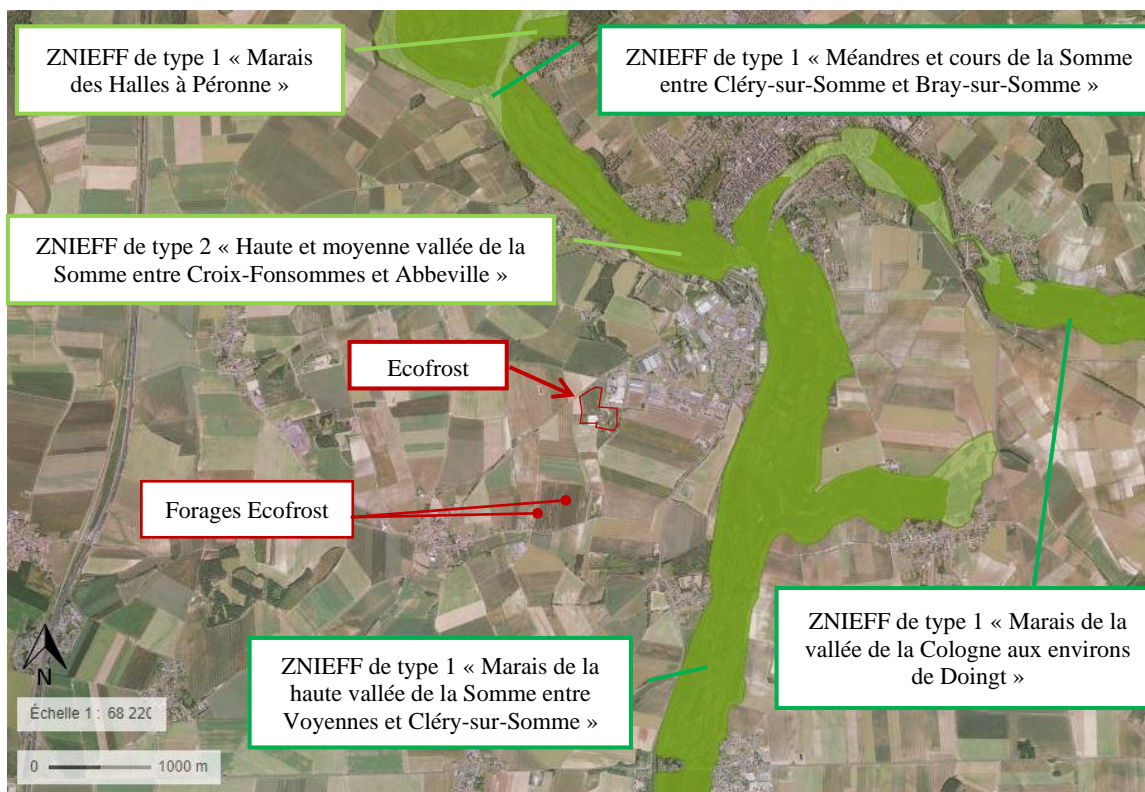 ZNIEFF de type 1 « Marais
des Halles à Péronne »
ZNIEFF de type 1 « Méandres et cours de la Somme
entre Cléry-sur-Somme et Bray-sur-Somme »
ZNIEFF de type 2 « Haute et moyenne vallée de la
Somme entre Croix-Fonsommes et Abbeville »
Ecofrost
Forages Ecofrost
ZNIEFF de type 1 « Marais de la
vallée de la Cologne aux environs
de Doingt »
ZNIEFF de type 1 « Marais de la
haute vallée de la Somme entre
Voyennes et Cléry-sur-Somme »
N
Échelle 1 : 68 220
0 1000 m